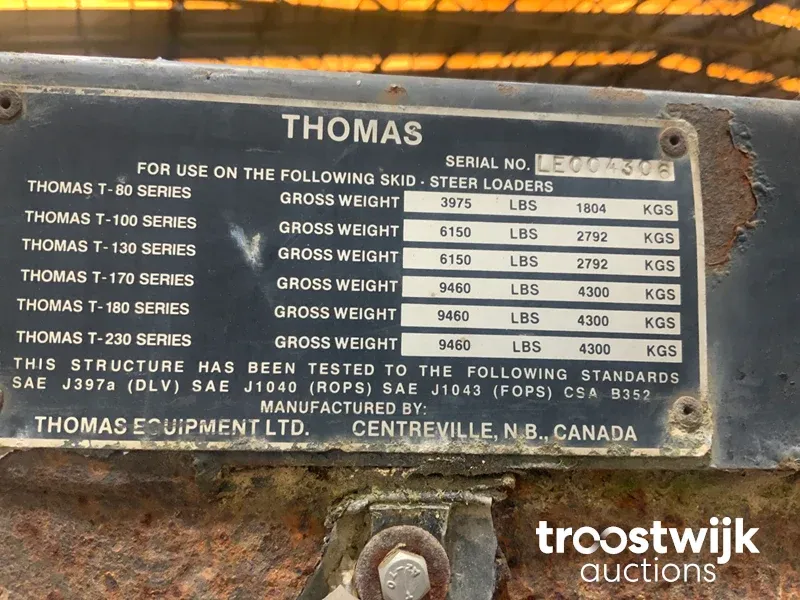 THOMAS
SERIAL NO. LE004306
FOR USE ON THE FOLLOWING SKID - STEER LOADERS
THOMAS T-80 SERIES GROSS WEIGHT 3975 LBS 1804 KGS
THOMAS T-100 SERIES GROSS WEIGHT 6150 LBS 2792 KGS
THOMAS T-130 SERIES GROSS WEIGHT 6150 LBS 2792 KGS
THOMAS T-170 SERIES GROSS WEIGHT 9460 LBS 4300 KGS
THOMAS T-180 SERIES GROSS WEIGHT 9460 LBS 4300 KGS
THOMAS T-230 SERIES GROSS WEIGHT 9460 LBS 4300 KGS
THIS STRUCTURE HAS BEEN TESTED TO THE FOLLOWING STANDARDS
SAE J397a (DLV) SAE J1040 (ROPS) SAE J1043 (FOPS) CSA B352
MANUFACTURED BY:
THOMAS EQUIPMENT LTD. CENTREVILLE, N.B., CANADA
troostwijk
auctions